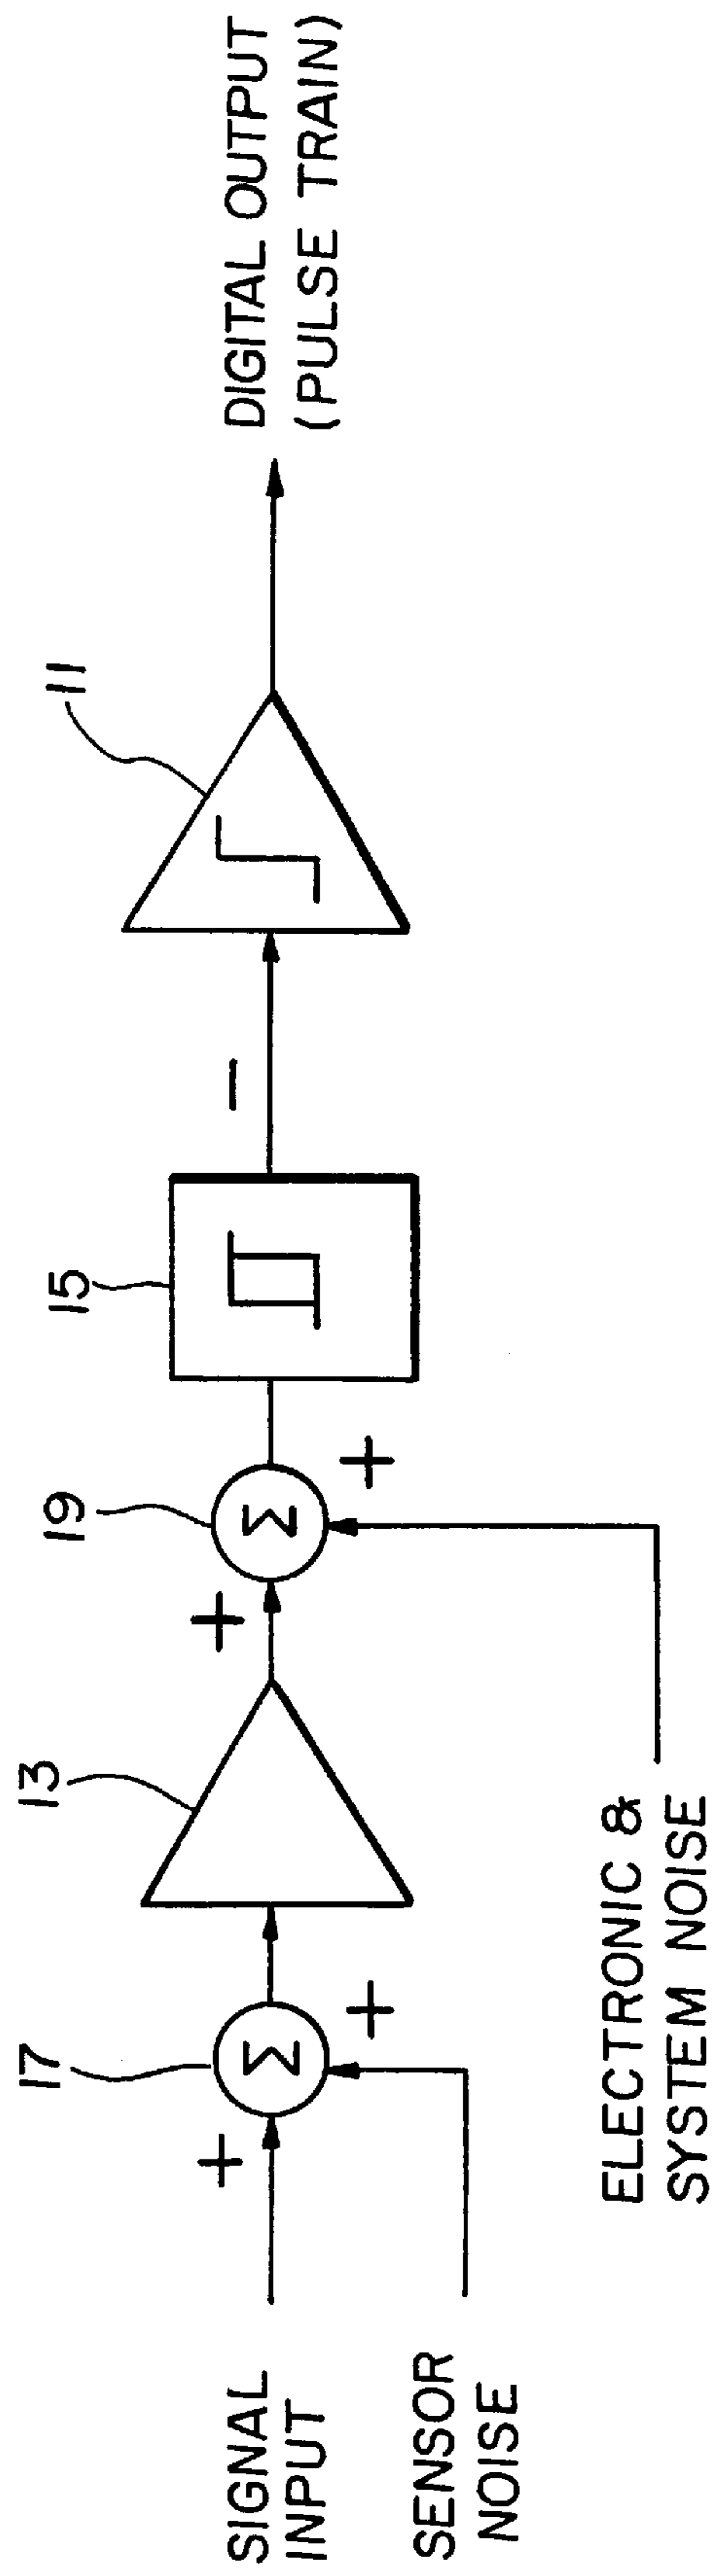 SIGNAL
INPUT
SENSOR
NOISE
17
+
+
Σ
13
ELECTRONIC &
SYSTEM NOISE
19
+
+
Σ
15
−
11
DIGITAL OUTPUT
(PULSE TRAIN)